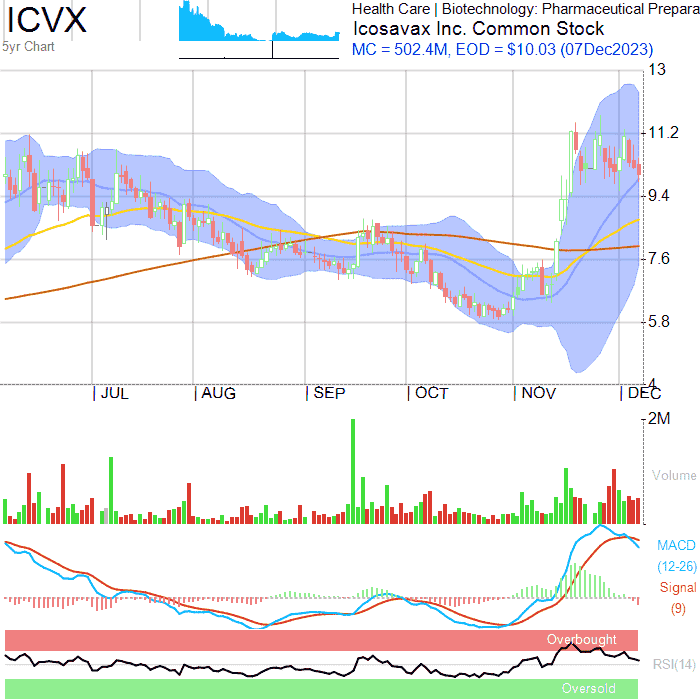 ICVX
5yr Chart
Health Care | Biotechnology: Pharmaceutical Prepara
Icosavax Inc. Common Stock
MC = 502.4M, EOD = $10.03 (07Dec2023)
13
11.2
9.4
7.6
5.8
4
JUL AUG SEP OCT NOV DEC
2M
Volume
MACD
(12-26)
Signal
(9)
Overbought
RSI(14)
Oversold